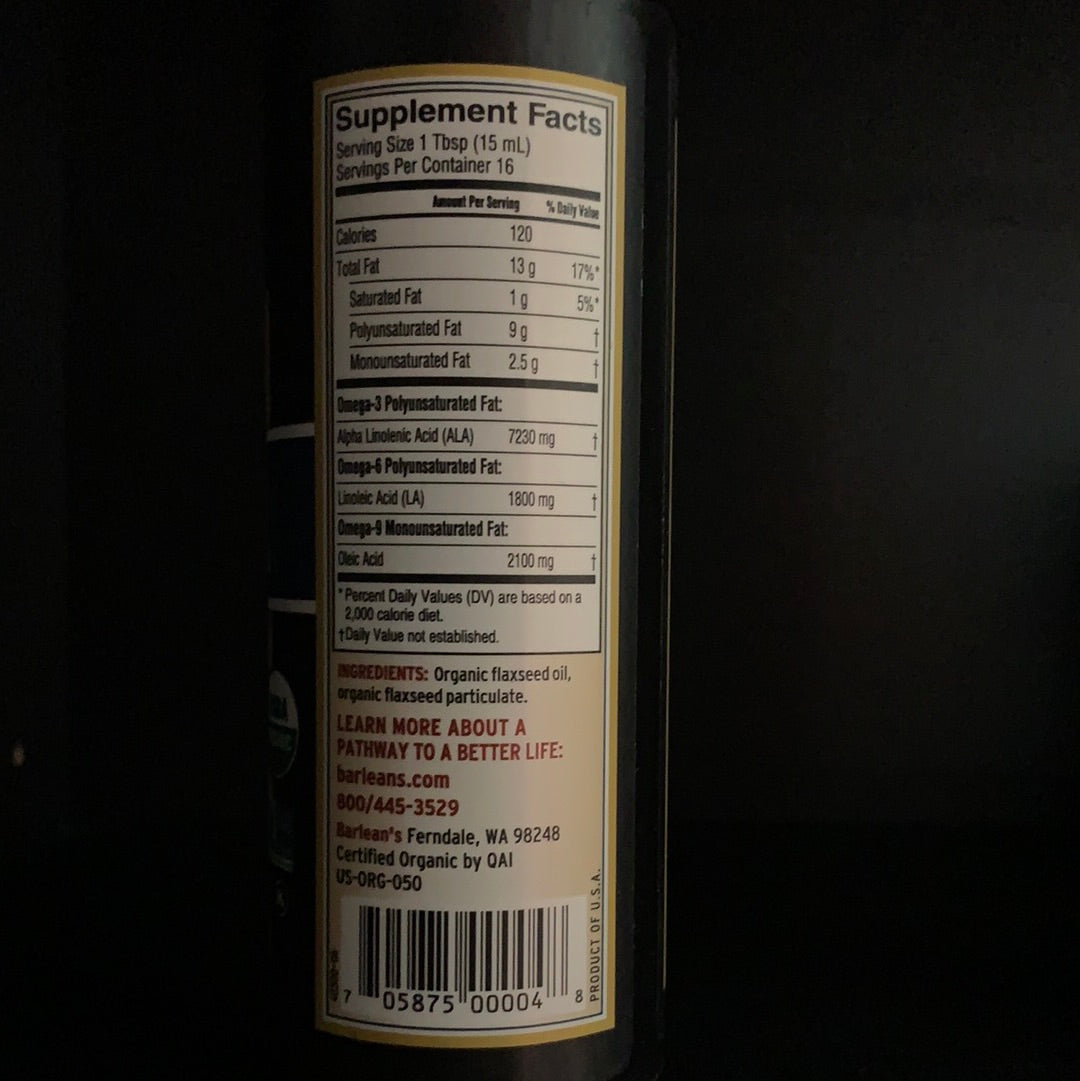 Supplement Facts
Serving Size 1 Tbsp (15 mL)
Servings Per Container 16
Amount Per Serving % Daily Value
Calories 120
Total Fat 13 g 17%*
Saturated Fat 1 g 5%*
Polyunsaturated Fat 9 g †
Monounsaturated Fat 2.5 g †
Omega-3 Polyunsaturated Fat:
Alpha Linolenic Acid (ALA) 7230 mg †
Omega-6 Polyunsaturated Fat:
Linoleic Acid (LA) 1800 mg †
Omega-9 Monounsaturated Fat:
Oleic Acid 2100 mg †
*Percent Daily Values (DV) are based on a
2,000 calorie diet.
†Daily Value not established.
INGREDIENTS: Organic flaxseed oil,
organic flaxseed particulate.
LEARN MORE ABOUT A
PATHWAY TO A BETTER LIFE:
barleans.com
800/445-3529
Barlean's Ferndale, WA 98248
Certified Organic by QAI
US-ORG-050
PRODUCT OF U.S.A.
7 05875 00004 8